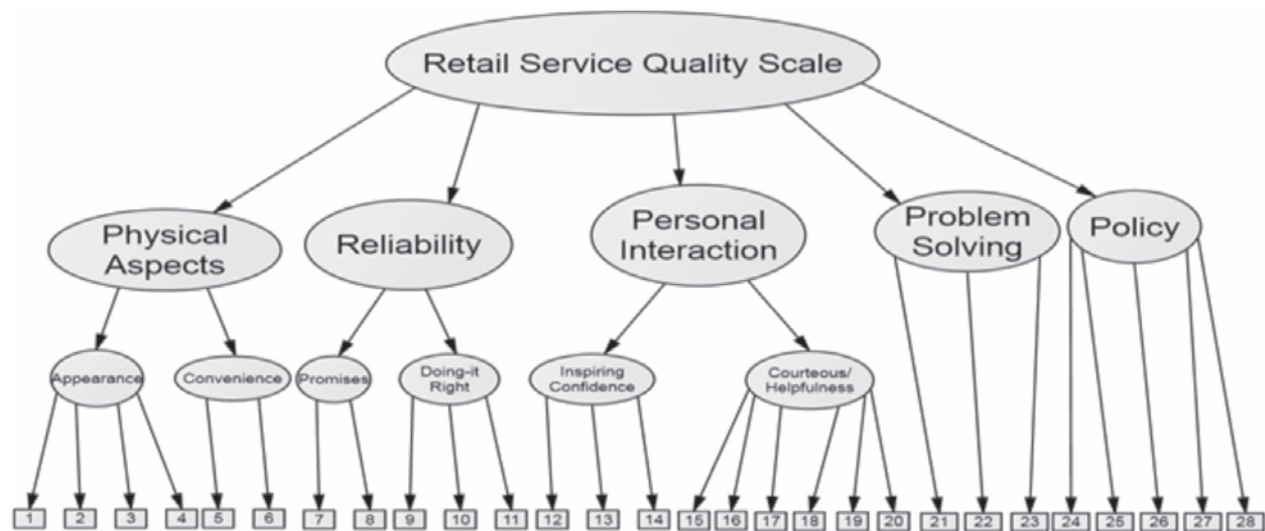 Retail Service Quality Scale
Physical
Aspects
Reliability
Personal
Interaction
Problem
Solving
Policy
Appearance
Convenience
Promises
Doing-it
Right
Inspiring
Confidence
Courteous/
Helpfulness
1 2 3 4 5 6 7 8 9 10 11 12 13 14 15 16 17 18 19 20 21 22 23 24 25 26 27 28